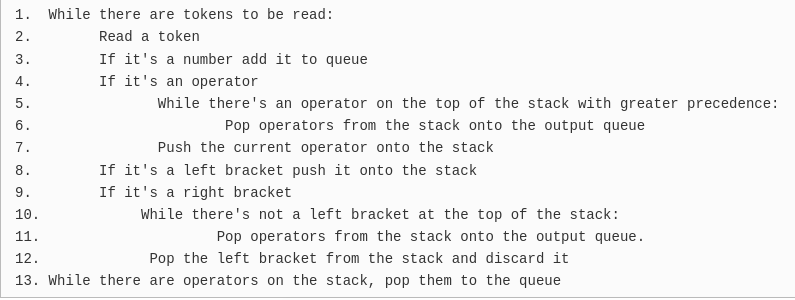 1. While there are tokens to be read:
2. Read a token
3. If it's a number add it to queue
4. If it's an operator
5. While there's an operator on the top of the stack with greater precedence:
6. Pop operators from the stack onto the output queue
7. Push the current operator onto the stack
8. If it's a left bracket push it onto the stack
9. If it's a right bracket
10. While there's not a left bracket at the top of the stack:
11. Pop operators from the stack onto the output queue.
12. Pop the left bracket from the stack and discard it
13. While there are operators on the stack, pop them to the queue